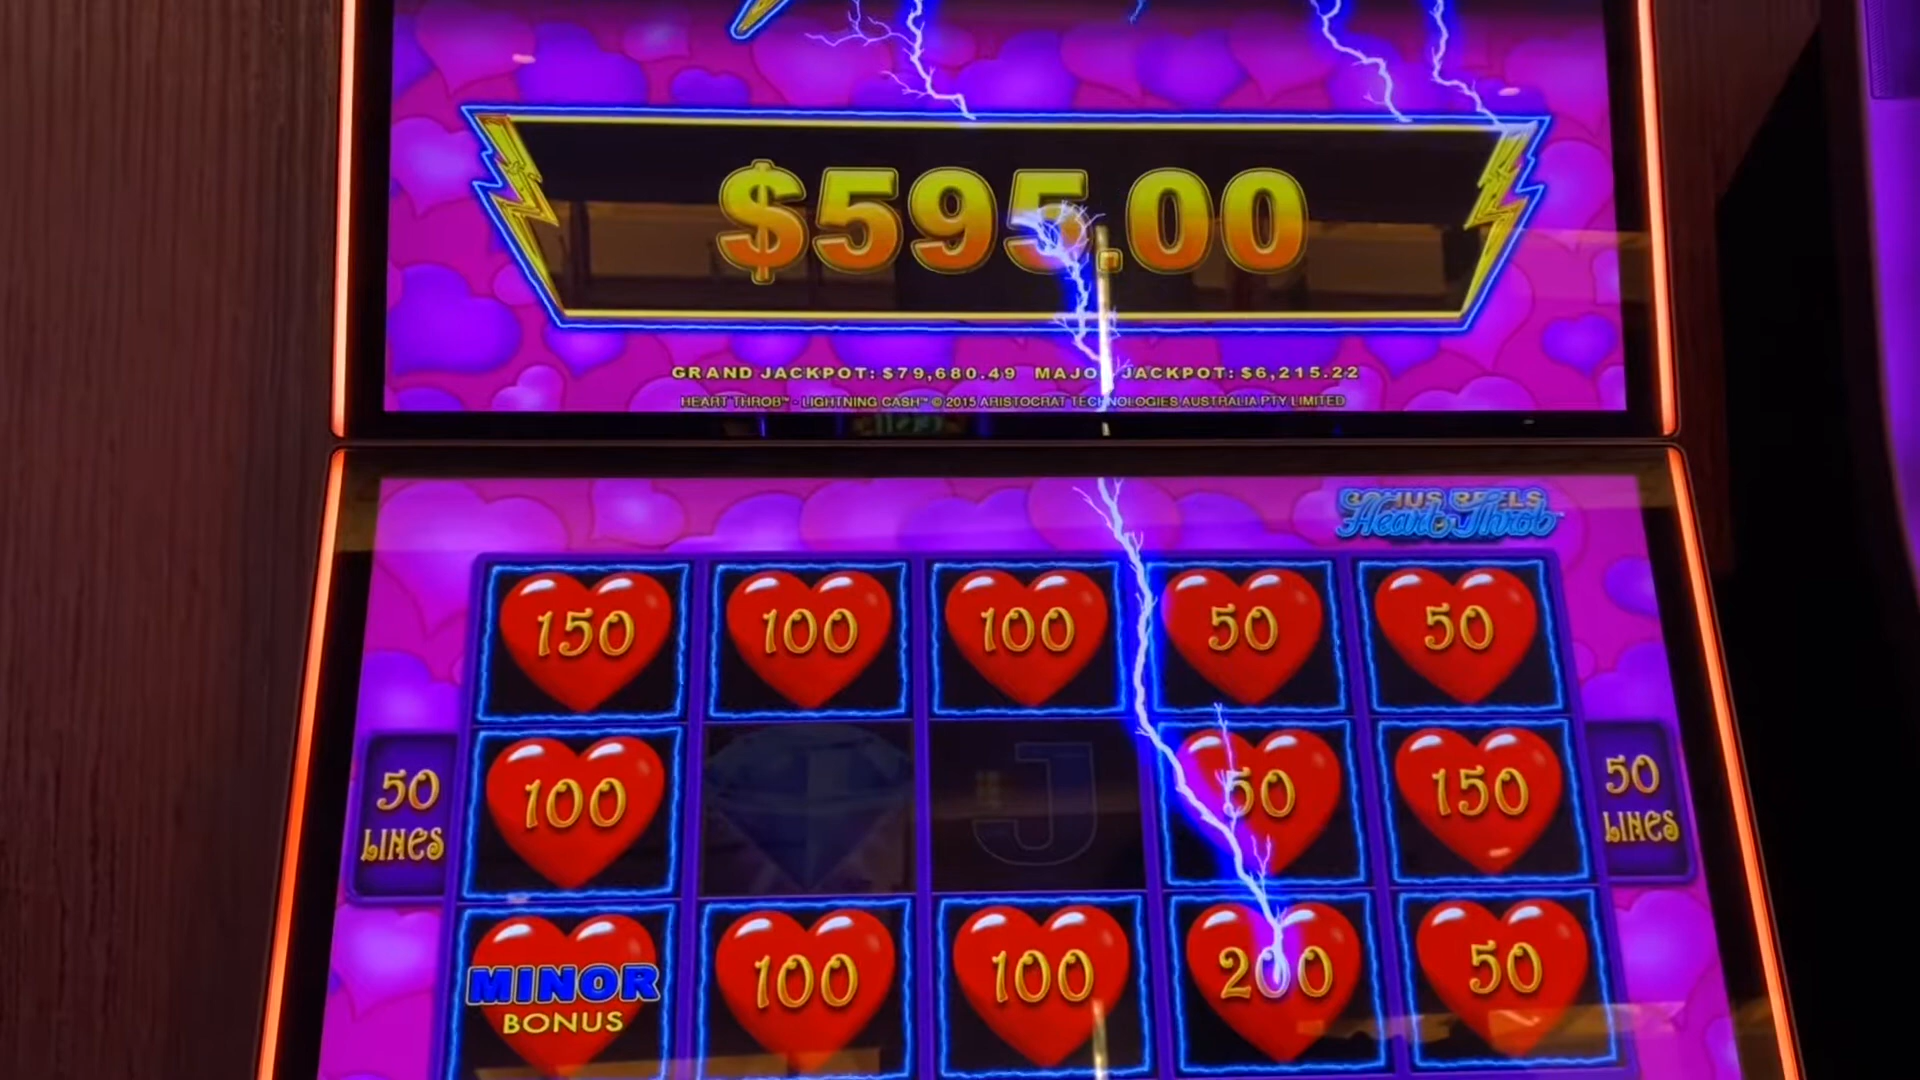 $595.00
GRAND JACKPOT: $79,680.49 MAJOR JACKPOT: $6,215.22
HEART THROB™ - LIGHTNING CASH™ © 2015 ARISTOCRAT TECHNOLOGIES AUSTRALIA PTY LIMITED
BONUS REELS
Heart Throb
150 100 100 50 50
50 LINES
100 J 50 150
50 LINES
MINOR BONUS
100 100 200 50